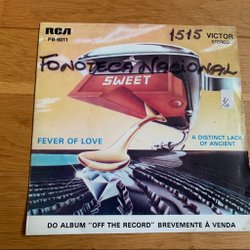 RCA
PB-5011
1515 VICTOR
STEREO
FONOTECA NACIONAL
SWEET
FEVER OF LOVE
A DISTINCT LACK
OF ANCIENT
DO ALBUM "OFF THE RECORD" BREVEMENTE À VENDA